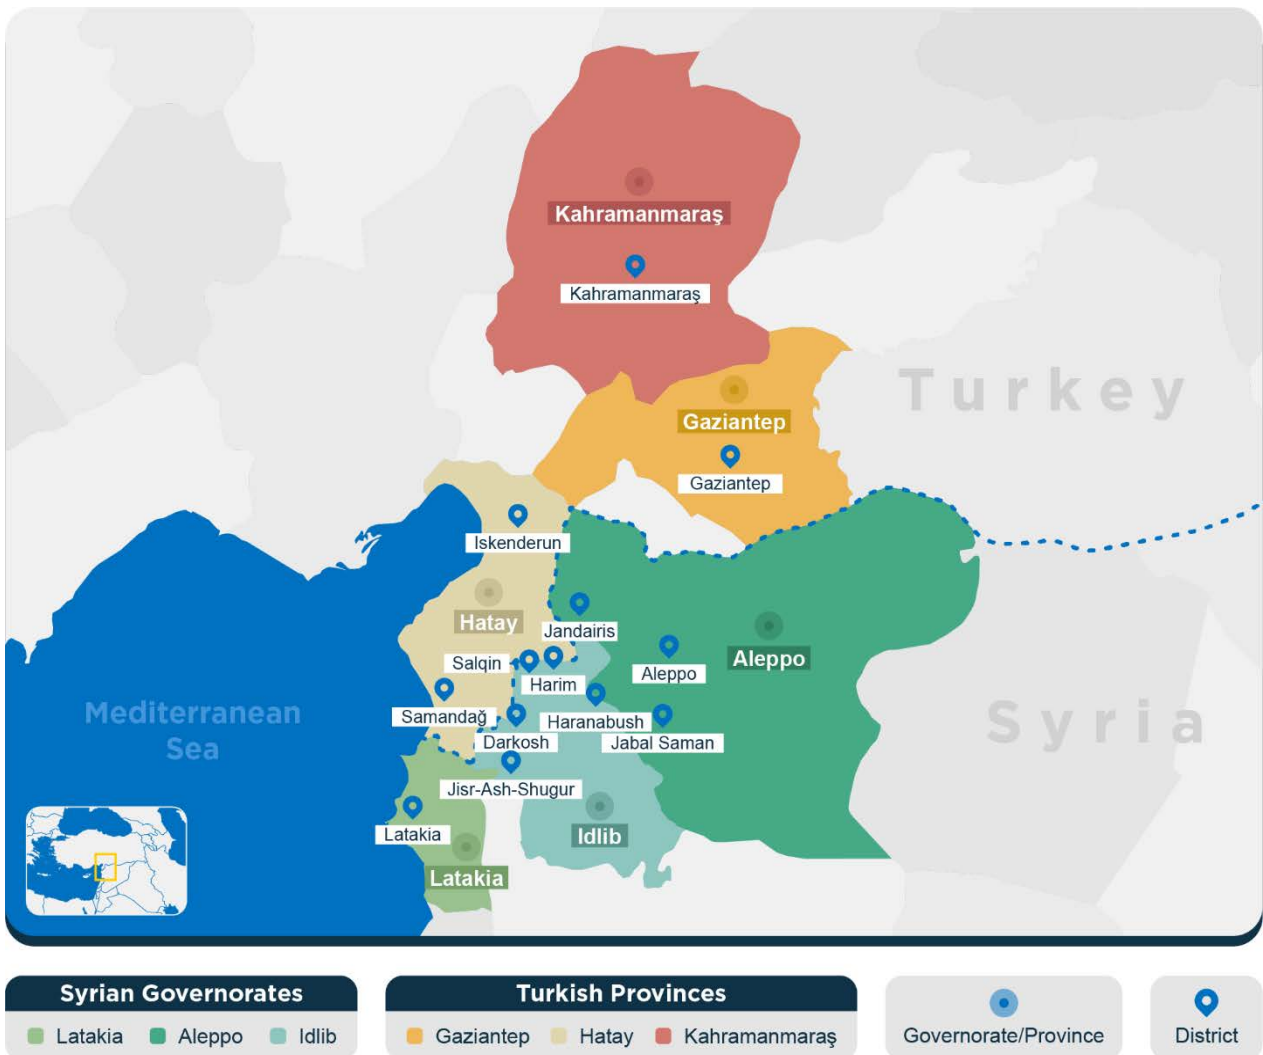 Kahramanmaraş
Kahramanmaraş
Turkey
Gaziantep
Gaziantep
Iskenderun
Hatay
Jandairis
Aleppo
Salqin
Harim
Aleppo
Samandağ
Haranabush
Darkosh
Jabal Saman
Mediterranean
Sea
Syria
Jisr-Ash-Shugur
Latakia
Idlib
Latakia
Syrian Governorates
Latakia
Aleppo
Idlib
Turkish Provinces
Gaziantep
Hatay
Kahramanmaraş
Governorate/Province
District